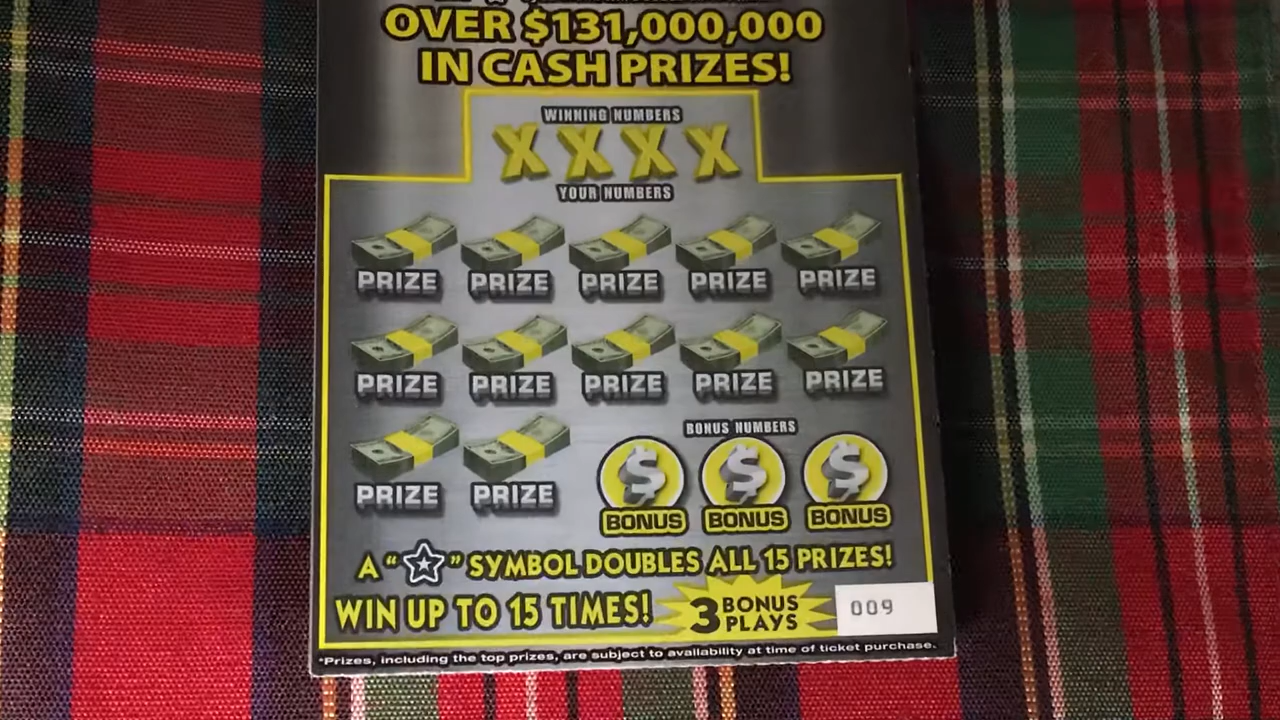 OVER $131,000,000
IN CASH PRIZES!
WINNING NUMBERS
X X X X
YOUR NUMBERS
PRIZE PRIZE PRIZE PRIZE PRIZE
PRIZE PRIZE PRIZE PRIZE PRIZE
BONUS NUMBERS
PRIZE PRIZE
$ $ $
BONUS BONUS BONUS
A "☆" SYMBOL DOUBLES ALL 15 PRIZES!
WIN UP TO 15 TIMES!
3 BONUS
PLAYS
009
*Prizes, including the top prizes, are subject to availability at time of ticket purchase.